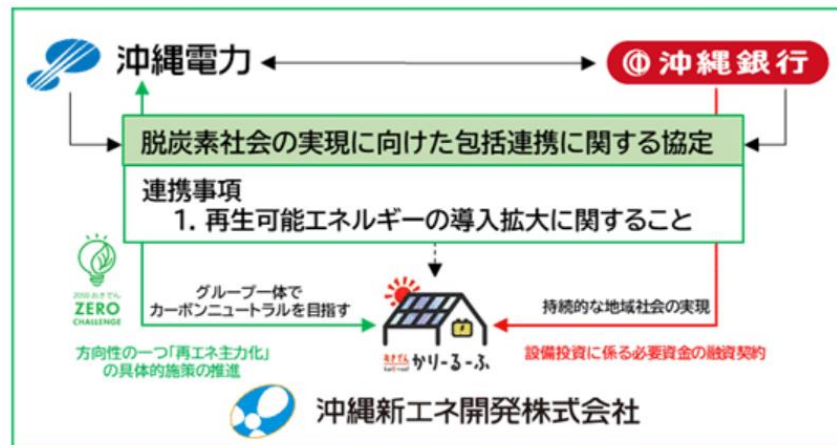 沖縄電力
沖縄銀行
脱炭素社会の実現に向けた包括連携に関する協定
連携事項
1. 再生可能エネルギーの導入拡大に関すること
ZERO
CHALLENGE
グループ一体で
カーボンニュートラルを目指す
持続的な地域社会の実現
方向性の一つ「再エネ主力化」
の具体的施策の推進
かりーるーふ
設備投資に係る必要資金の融資契約
沖縄新エネ開発株式会社